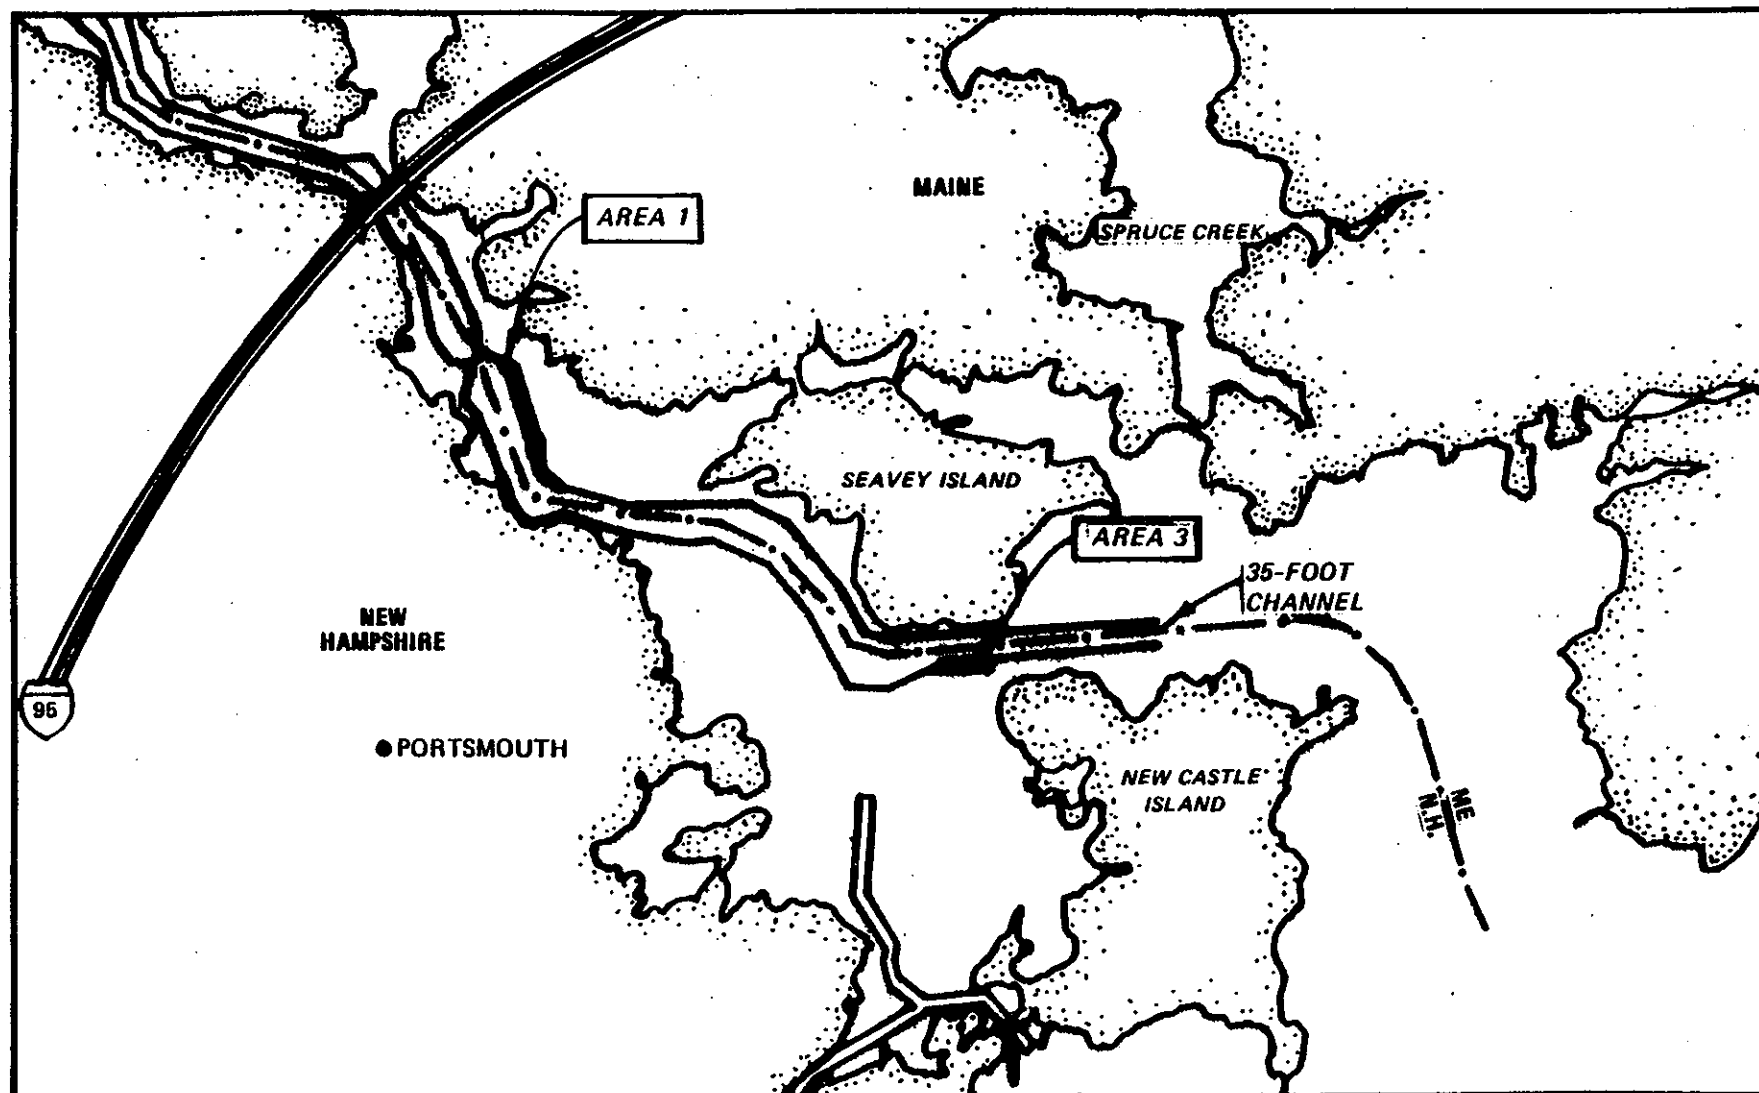 MAINE
AREA 1
SPRUCE CREEK
SEAVEY ISLAND
AREA 3
35-FOOT
CHANNEL
NEW
HAMPSHIRE
95
PORTSMOUTH
NEW CASTLE
ISLAND
ME
N.H.